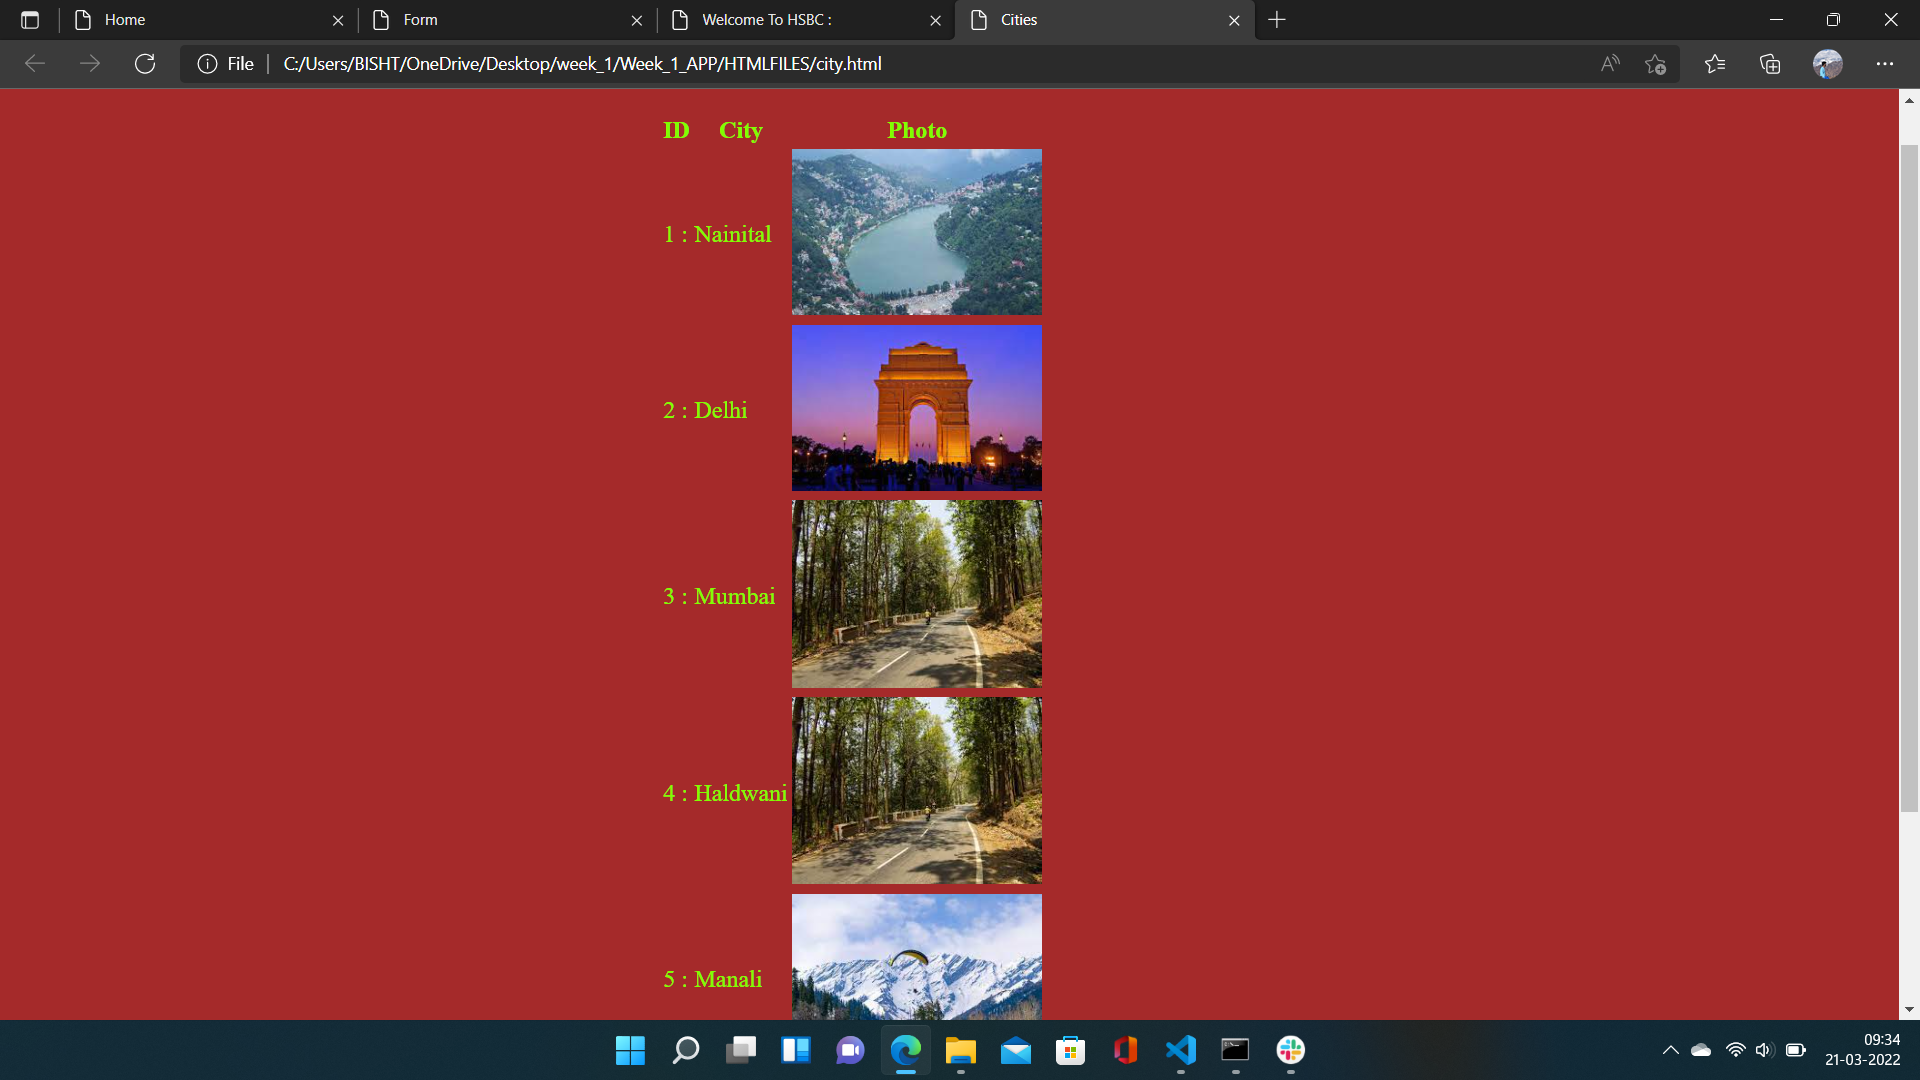 Home
Form
Welcome To HSBC :
Cities
File
C:/Users/BISHT/OneDrive/Desktop/week_1/Week_1_APP/HTMLFILES/city.html
ID City Photo
1 : Nainital
2 : Delhi
3 : Mumbai
4 : Haldwani
5 : Manali
09:34
21-03-2022